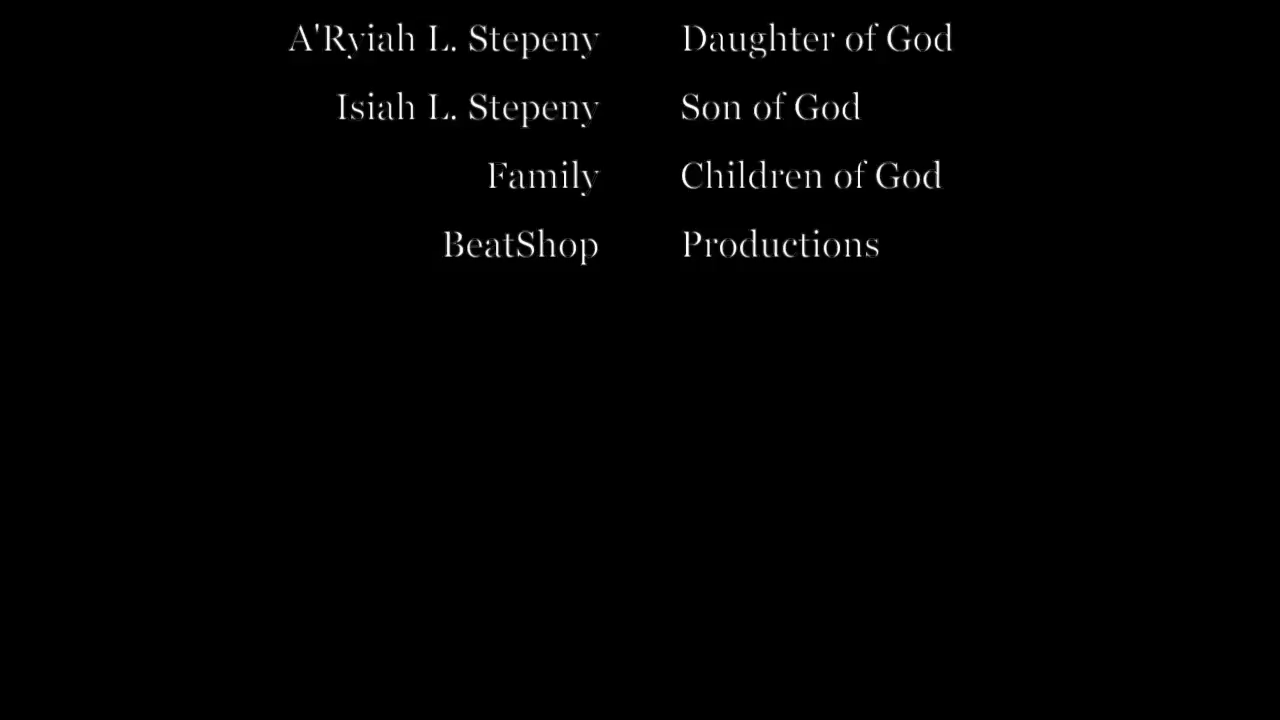 A'Ryiah L. Stepeny Daughter of God
Isiah L. Stepeny Son of God
Family Children of God
BeatShop Productions